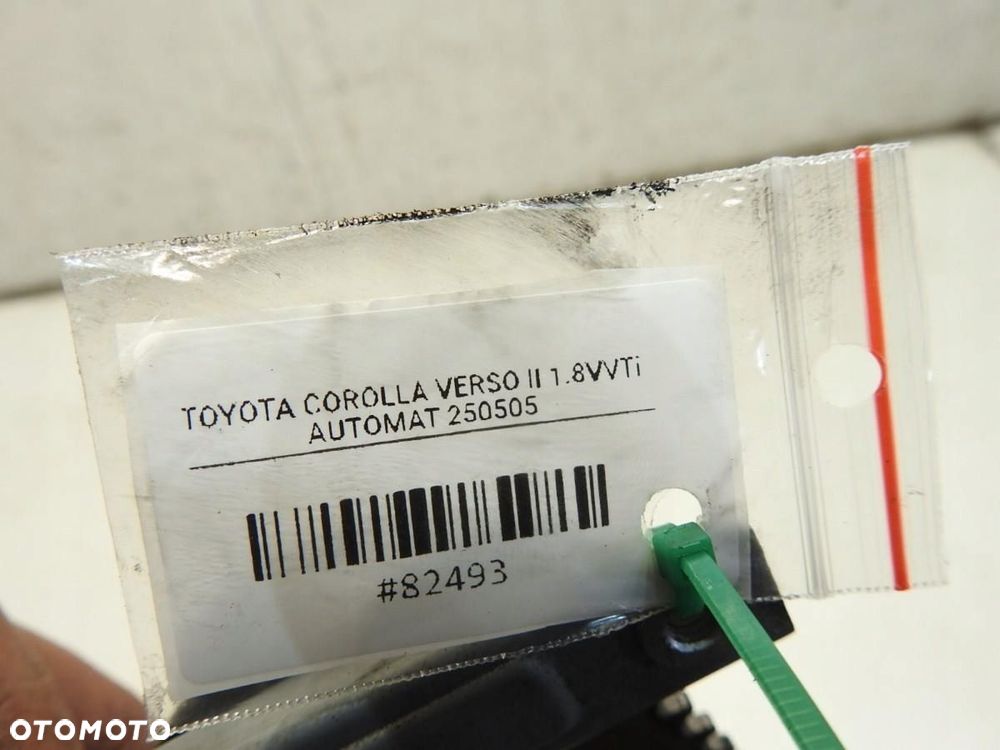 TOYOTA COROLLA VERSO II 1.8VVTi
AUTOMAT 250505
#82493
OTOMOTO